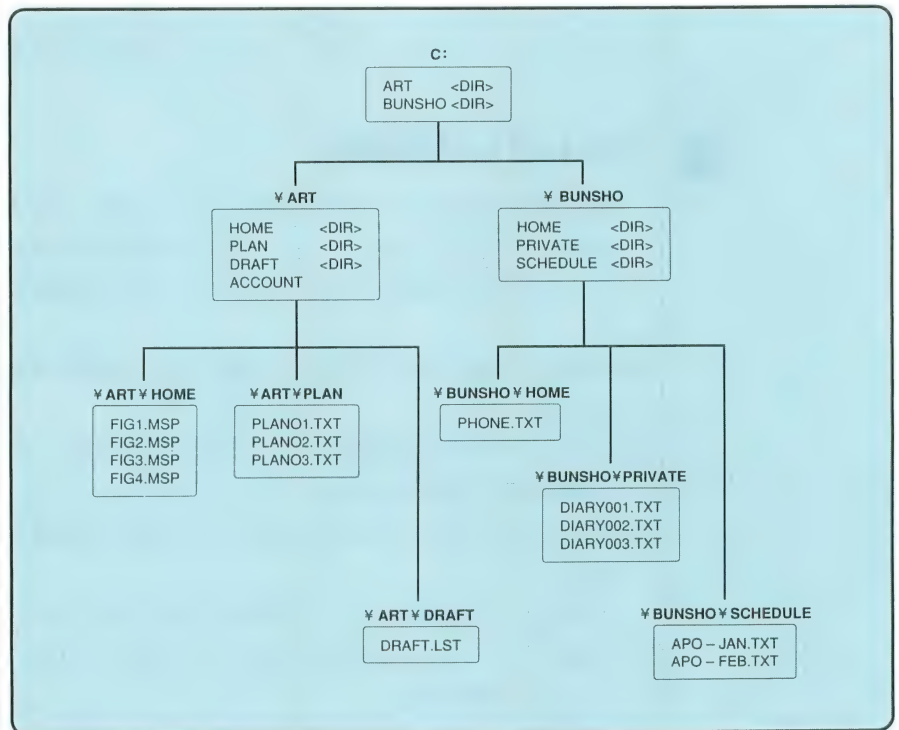 C:
ART <DIR>
BUNSHO <DIR>
¥ ART
HOME <DIR>
PLAN <DIR>
DRAFT <DIR>
ACCOUNT
¥ BUNSHO
HOME <DIR>
PRIVATE <DIR>
SCHEDULE <DIR>
¥ ART ¥ HOME
FIG1.MSP
FIG2.MSP
FIG3.MSP
FIG4.MSP
¥ ART ¥ PLAN
PLANO1.TXT
PLANO2.TXT
PLANO3.TXT
¥ BUNSHO ¥ HOME
PHONE.TXT
¥ BUNSHO ¥ PRIVATE
DIARY001.TXT
DIARY002.TXT
DIARY003.TXT
¥ ART ¥ DRAFT
DRAFT.LST
¥ BUNSHO ¥ SCHEDULE
APO – JAN.TXT
APO – FEB.TXT